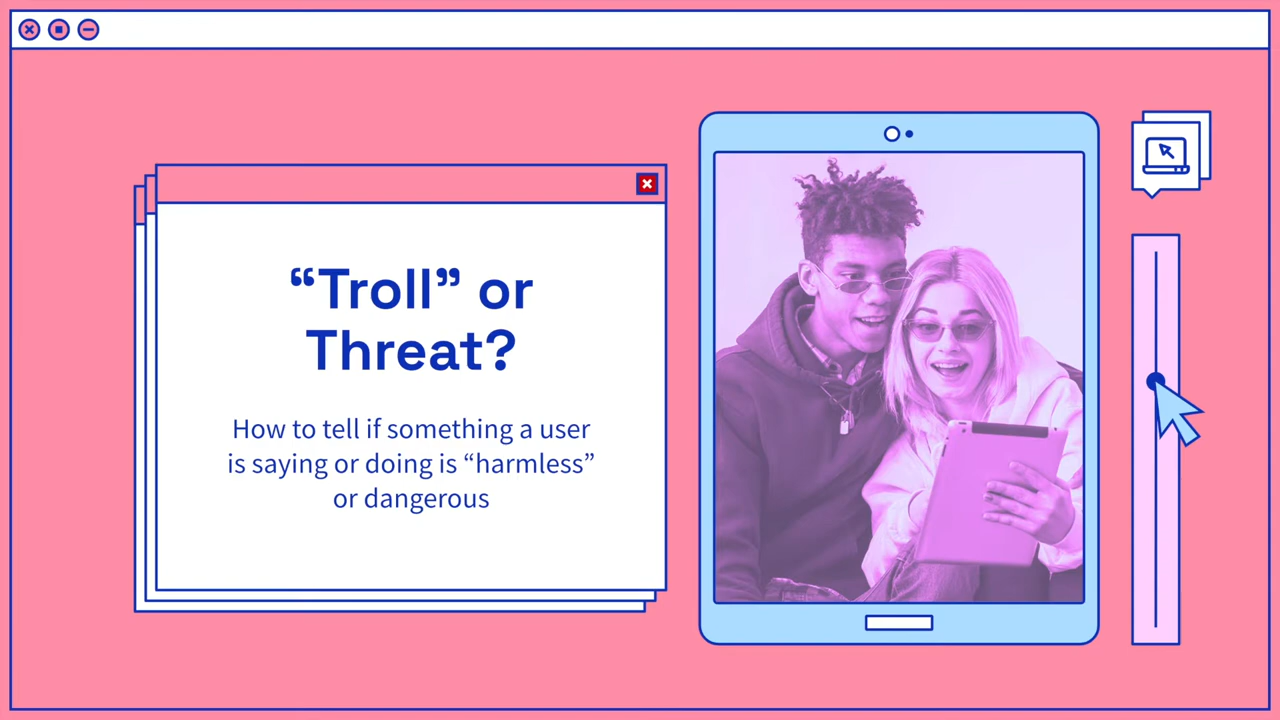 “Troll” or
Threat?
How to tell if something a user
is saying or doing is “harmless”
or dangerous